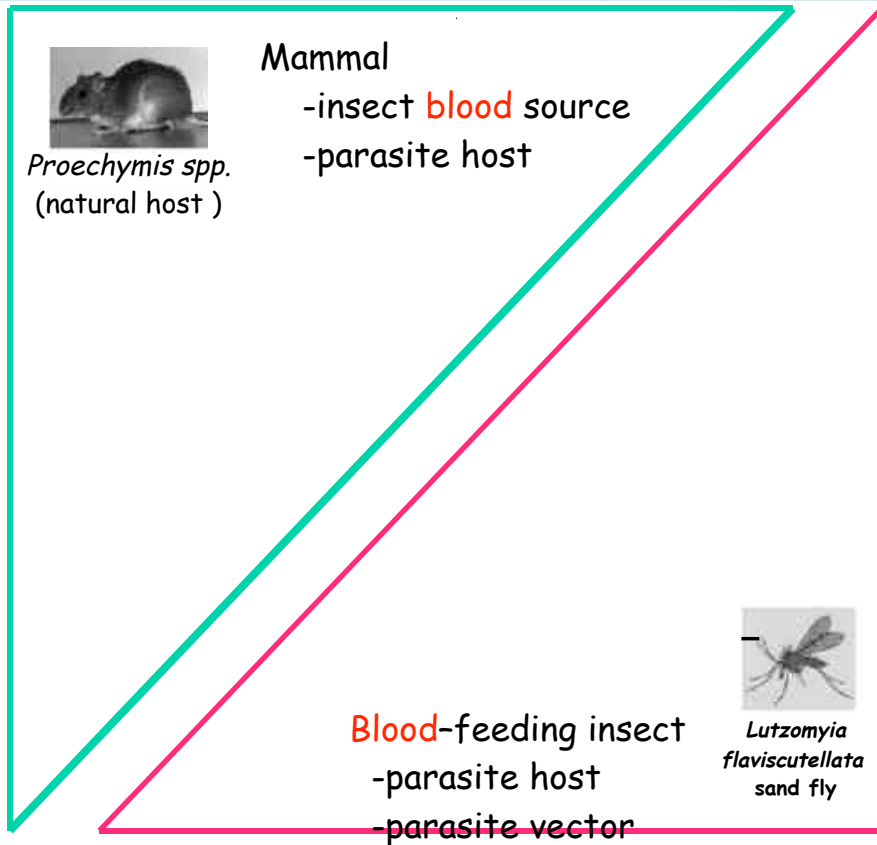 Mammal
-insect blood source
-parasite host
Proechymis spp.
(natural host )
Blood–feeding insect
-parasite host
-parasite vector
Lutzomyia
flaviscutellata
sand fly